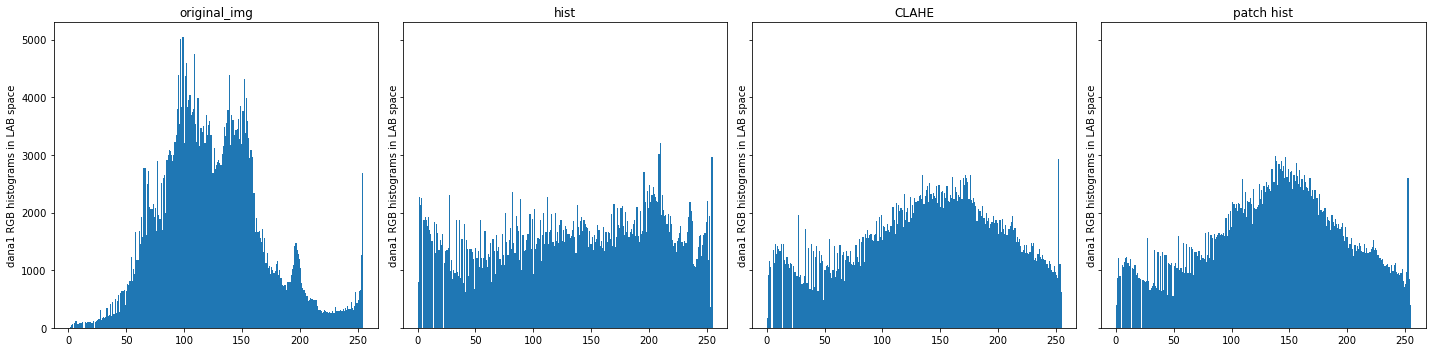 original_img
hist
CLAHE
patch hist
dana1 RGB histograms in LAB space
dana1 RGB histograms in LAB space
dana1 RGB histograms in LAB space
dana1 RGB histograms in LAB space
5000
4000
3000
2000
1000
0
0 50 100 150 200 250
0 50 100 150 200 250
0 50 100 150 200 250
0 50 100 150 200 250